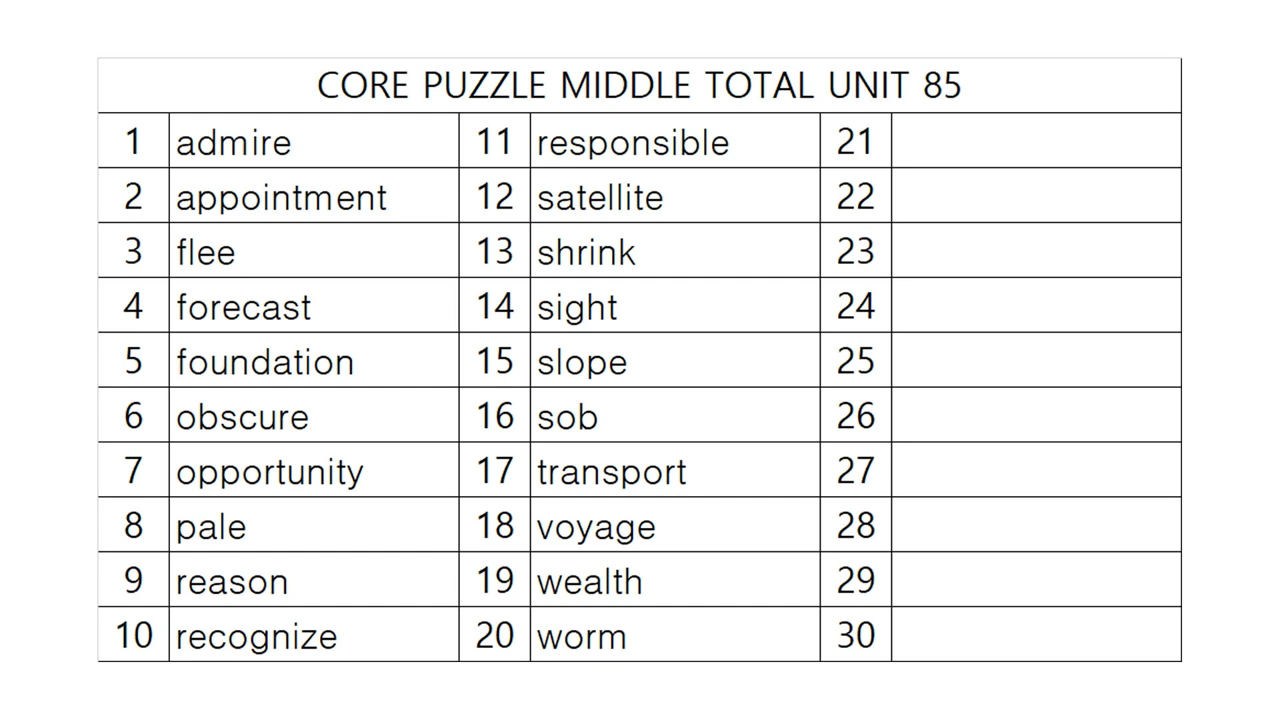 CORE PUZZLE MIDDLE TOTAL UNIT 85
1 admire 11 responsible 21
2 appointment 12 satellite 22
3 flee 13 shrink 23
4 forecast 14 sight 24
5 foundation 15 slope 25
6 obscure 16 sob 26
7 opportunity 17 transport 27
8 pale 18 voyage 28
9 reason 19 wealth 29
10 recognize 20 worm 30